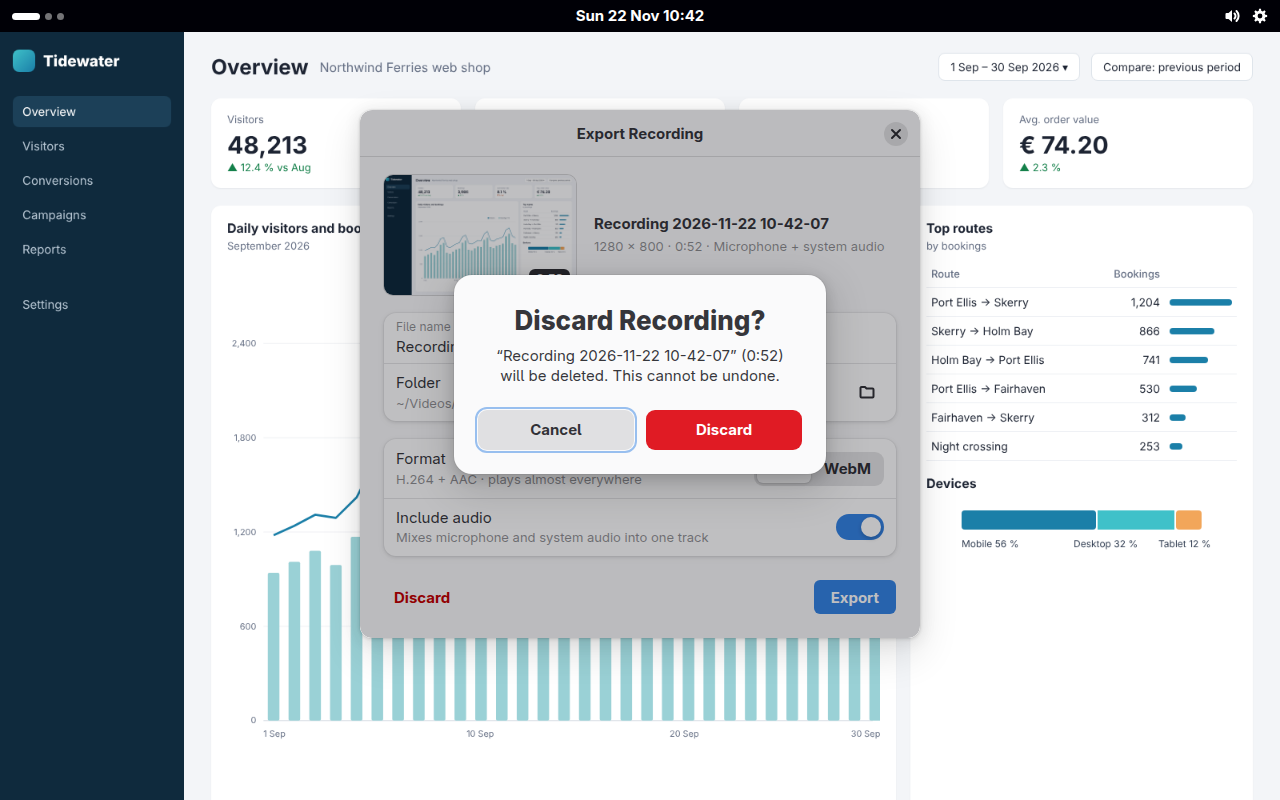 Sun 22 Nov 10:42
Tidewater
Overview
Visitors
Conversions
Campaigns
Reports
Settings
Overview
Northwind Ferries web shop
1 Sep – 30 Sep 2026 ▾
Compare: previous period
Visitors
48,213
▲ 12.4 % vs Aug
Avg. order value
€ 74.20
▲ 2.3 %
Daily visitors and boo
September 2026
2,400
1,800
1,200
600
0
1 Sep
10 Sep
20 Sep
30 Sep
Top routes
by bookings
Route Bookings
Port Ellis → Skerry 1,204
Skerry → Holm Bay 866
Holm Bay → Port Ellis 741
Port Ellis → Fairhaven 530
Fairhaven → Skerry 312
Night crossing 253
Devices
Mobile 56 %
Desktop 32 %
Tablet 12 %
Export Recording
Recording 2026-11-22 10-42-07
1280 × 800 · 0:52 · Microphone + system audio
File name
Recordin
Folder
~/Videos/
Format
H.264 + AAC · plays almost everywhere
WebM
Include audio
Mixes microphone and system audio into one track
Discard
Export
Discard Recording?
“Recording 2026-11-22 10-42-07” (0:52)
will be deleted. This cannot be undone.
Cancel
Discard